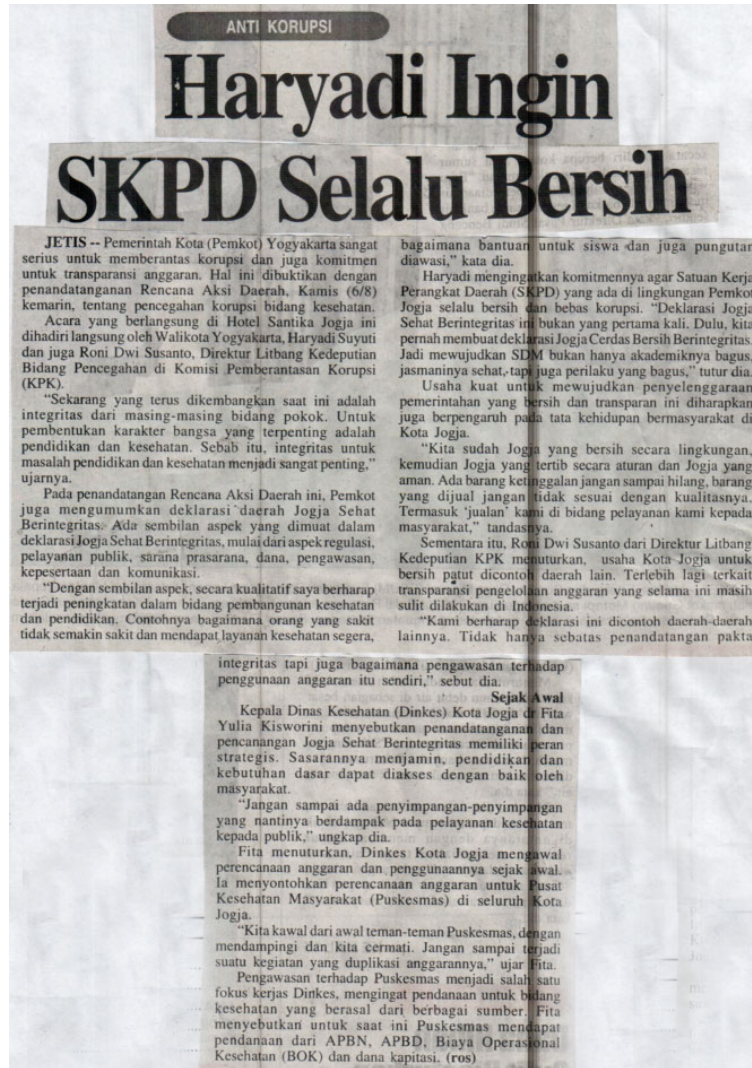 ANTI KORUPSI
Haryadi Ingin
SKPD Selalu Bersih
JETIS -- Pemerintah Kota (Pemkot) Yogyakarta sangat
serius untuk memberantas korupsi dan juga komitmen
untuk transparansi anggaran. Hal ini dibuktikan dengan
penandatanganan Rencana Aksi Daerah, Kamis (6/8)
kemarin, tentang pencegahan korupsi bidang kesehatan.
Acara yang berlangsung di Hotel Santika Jogja ini
dihadiri langsung oleh Walikota Yogyakarta, Haryadi Suyuti
dan juga Roni Dwi Susanto, Direktur Litbang Kedeputian
Bidang Pencegahan di Komisi Pemberantasan Korupsi
(KPK).
“Sekarang yang terus dikembangkan saat ini adalah
integritas dari masing-masing bidang pokok. Untuk
pembentukan karakter bangsa yang terpenting adalah
pendidikan dan kesehatan. Sebab itu, integritas untuk
masalah pendidikan dan kesehatan menjadi sangat penting,”
ujarnya.
Pada penandatangan Rencana Aksi Daerah ini, Pemkot
juga mengumumkan deklarasi daerah Jogja Sehat
Berintegritas. Ada sembilan aspek yang dimuat dalam
deklarasi Jogja Sehat Berintegritas, mulai dari aspek regulasi,
pelayanan publik, sarana prasarana, dana, pengawasan,
kepesertaan dan komunikasi.
“Dengan sembilan aspek, secara kualitatif saya berharap
terjadi peningkatan dalam bidang pembangunan kesehatan
dan pendidikan. Contohnya bagaimana orang yang sakit
tidak semakin sakit dan mendapat layanan kesehatan segera,
bagaimana bantuan untuk siswa dan juga pungutan
diawasi,” kata dia.
Haryadi mengingatkan komitmennya agar Satuan Kerja
Perangkat Daerah (SKPD) yang ada di lingkungan Pemkot
Jogja selalu bersih dan bebas korupsi. “Deklarasi Jogja
Sehat Berintegritas ini bukan yang pertama kali. Dulu, kita
pernah membuat deklarasi Jogja Cerdas Bersih Berintegritas.
Jadi mewujudkan SDM bukan hanya akademiknya bagus,
jasmaninya sehat, tapi juga perilaku yang bagus,” tutur dia.
Usaha kuat untuk mewujudkan penyelenggaraan
pemerintahan yang bersih dan transparan ini diharapkan
juga berpengaruh pada tata kehidupan bermasyarakat di
Kota Jogja.
“Kita sudah Jogja yang bersih secara lingkungan,
kemudian Jogja yang tertib secara aturan dan Jogja yang
aman. Ada barang ketinggalan jangan sampai hilang, barang
yang dijual jangan tidak sesuai dengan kualitasnya.
Termasuk ‘jualan’ kami di bidang pelayanan kami kepada
masyarakat,” tandasnya.
Sementara itu, Roni Dwi Susanto dari Direktur Litbang
Kedeputian KPK menuturkan, usaha Kota Jogja untuk
bersih patut dicontoh daerah lain. Terlebih lagi terkait
transparansi pengelolaan anggaran yang selama ini masih
sulit dilakukan di Indonesia.
“Kami berharap deklarasi ini dicontoh daerah-daerah
lainnya. Tidak hanya sebatas penandatangan pakta
integritas tapi juga bagaimana pengawasan terhadap
penggunaan anggaran itu sendiri,” sebut dia.
Sejak Awal
Kepala Dinas Kesehatan (Dinkes) Kota Jogja dr Fita
Yulia Kisworini menyebutkan penandatanganan dan
pencanangan Jogja Sehat Berintegritas memiliki peran
strategis. Sasarannya menjamin, pendidikan dan
kebutuhan dasar dapat diakses dengan baik oleh
masyarakat.
“Jangan sampai ada penyimpangan-penyimpangan
yang nantinya berdampak pada pelayanan kesehatan
kepada publik,” ungkap dia.
Fita menuturkan, Dinkes Kota Jogja mengawal
perencanaan anggaran dan penggunaannya sejak awal.
Ia menyontohkan perencanaan anggaran untuk Pusat
Kesehatan Masyarakat (Puskesmas) di seluruh Kota
Jogja.
“Kita kawal dari awal teman-teman Puskesmas, dengan
mendampingi dan kita cermati. Jangan sampai terjadi
suatu kegiatan yang duplikasi anggarannya,” ujar Fita.
Pengawasan terhadap Puskesmas menjadi salah satu
fokus kerjas Dinkes, mengingat pendanaan untuk bidang
kesehatan yang berasal dari berbagai sumber. Fita
menyebutkan untuk saat ini Puskesmas mendapat
pendanaan dari APBN, APBD, Biaya Operasional
Kesehatan (BOK) dan dana kapitasi. (ros)